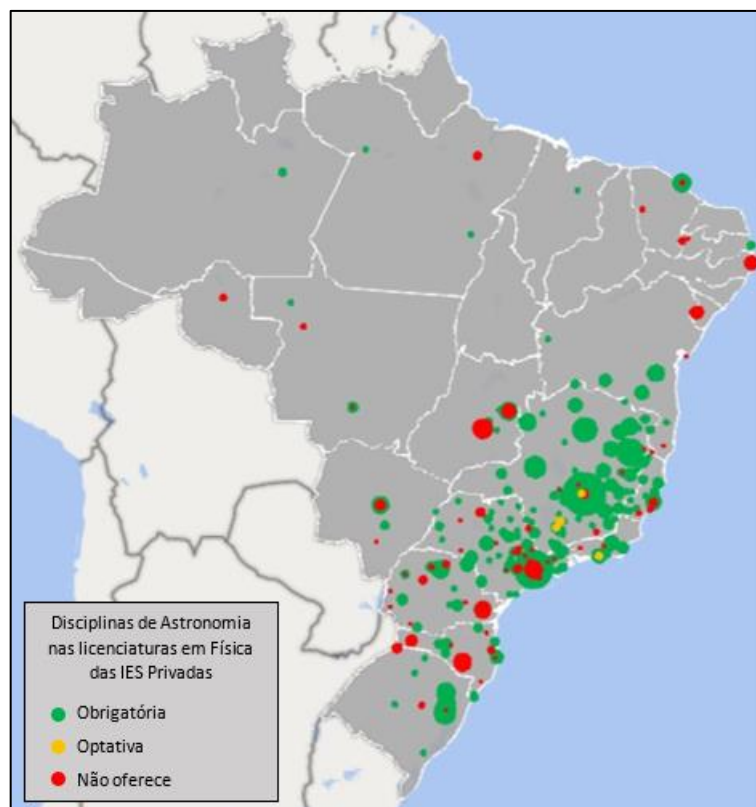 Disciplinas de Astronomia
nas licenciaturas em Física
das IES Privadas
Obrigatória
Optativa
Não oferece